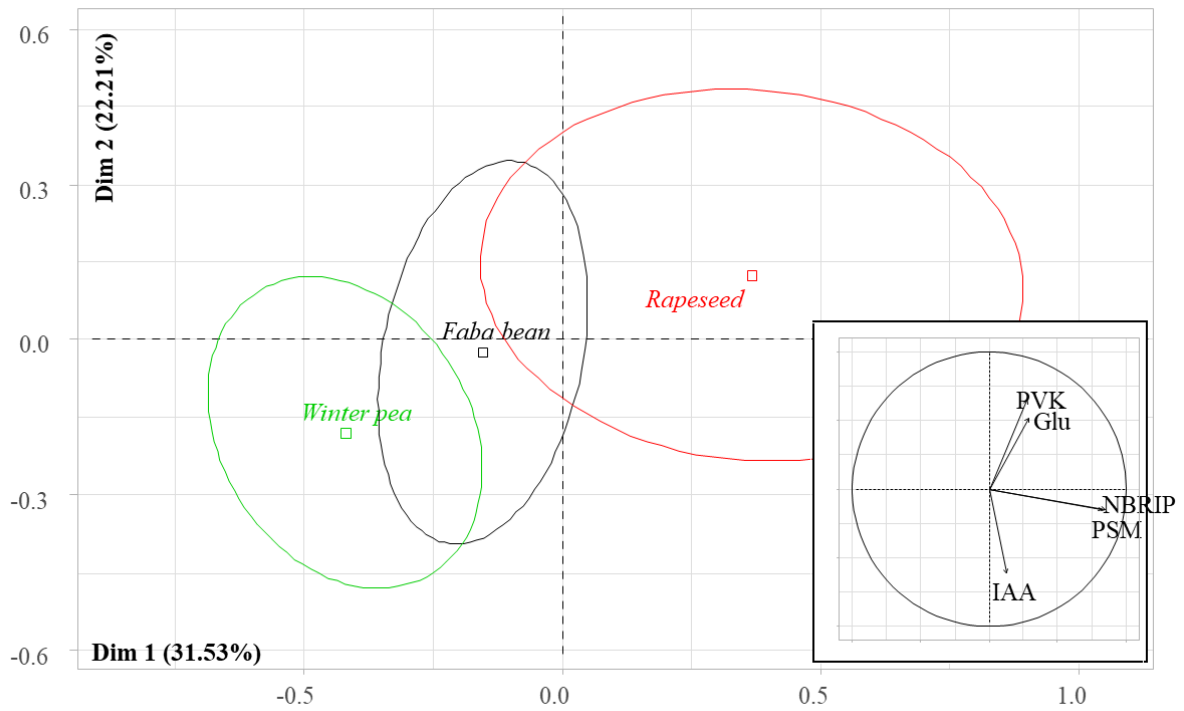 0.6
0.3
0.0
-0.3
-0.6
Dim 2 (22.21%)
Rapeseed
Faba bean
Winter pea
PVK
Glu
NBRIP
PSM
IAA
Dim 1 (31.53%)
-0.5
0.0
0.5
1.0